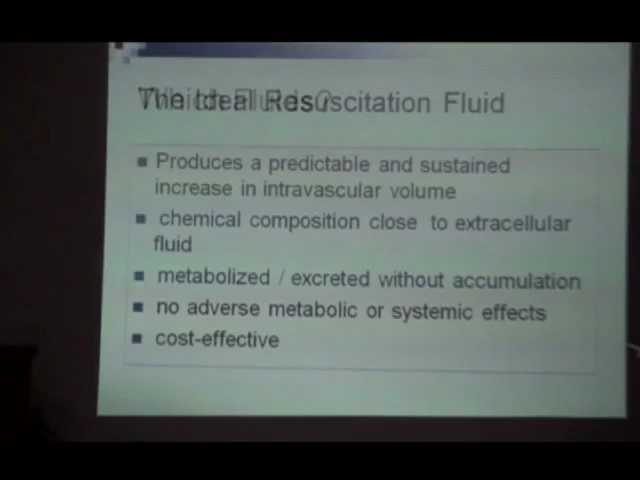 The Ideal Resuscitation Fluid
Produces a predictable and sustained
increase in intravascular volume
chemical composition close to extracellular
fluid
metabolized / excreted without accumulation
no adverse metabolic or systemic effects
cost-effective